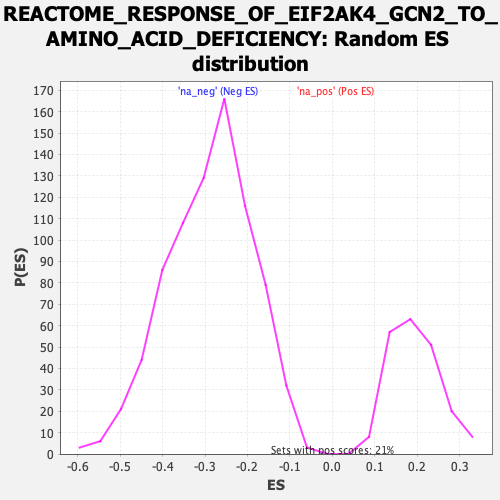 REACTOME_RESPONSE_OF_EIF2AK4_GCN2_TO_
AMINO_ACID_DEFICIENCY: Random ES
distribution
'na_neg' (Neg ES) 'na_pos' (Pos ES)
170
160
150
140
130
120
110
100
90
80
70
60
50
40
30
20
10
0
P(ES)
Sets with pos scores: 21%
-0.6 -0.5 -0.4 -0.3 -0.2 -0.1 0.0 0.1 0.2 0.3
ES